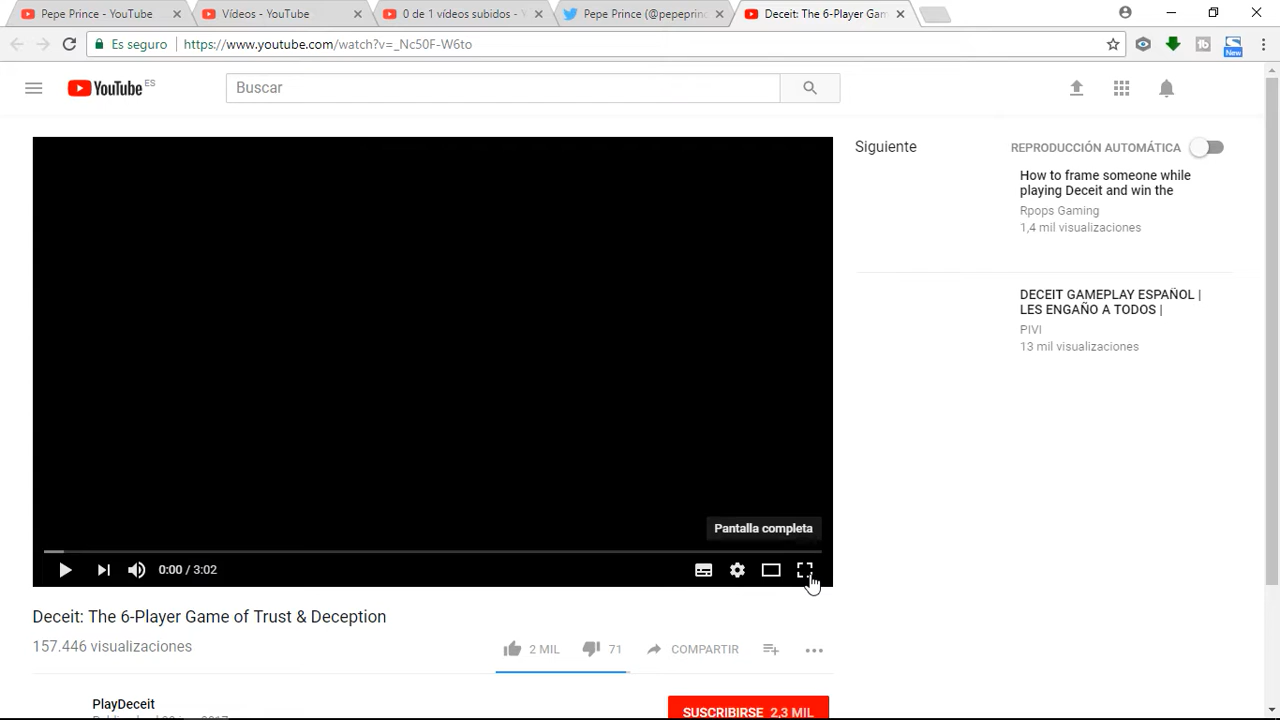 Pepe Prince - YouTube
Vídeos - YouTube
0 de 1 vídeos subidos - Y
Pepe Prince (@pepeprinc
Deceit: The 6-Player Gam
Es seguro
https://www.youtube.com/watch?v=_Nc50F-W6to
New
YouTube ES
Buscar
Siguiente
REPRODUCCIÓN AUTOMÁTICA
How to frame someone while
playing Deceit and win the
Rpops Gaming
1,4 mil visualizaciones
DECEIT GAMEPLAY ESPAÑOL |
LES ENGAÑO A TODOS |
PIVI
13 mil visualizaciones
Pantalla completa
0:00 / 3:02
Deceit: The 6-Player Game of Trust & Deception
157.446 visualizaciones
2 MIL
71
COMPARTIR
PlayDeceit
SUSCRIBIRSE 2,3 MIL